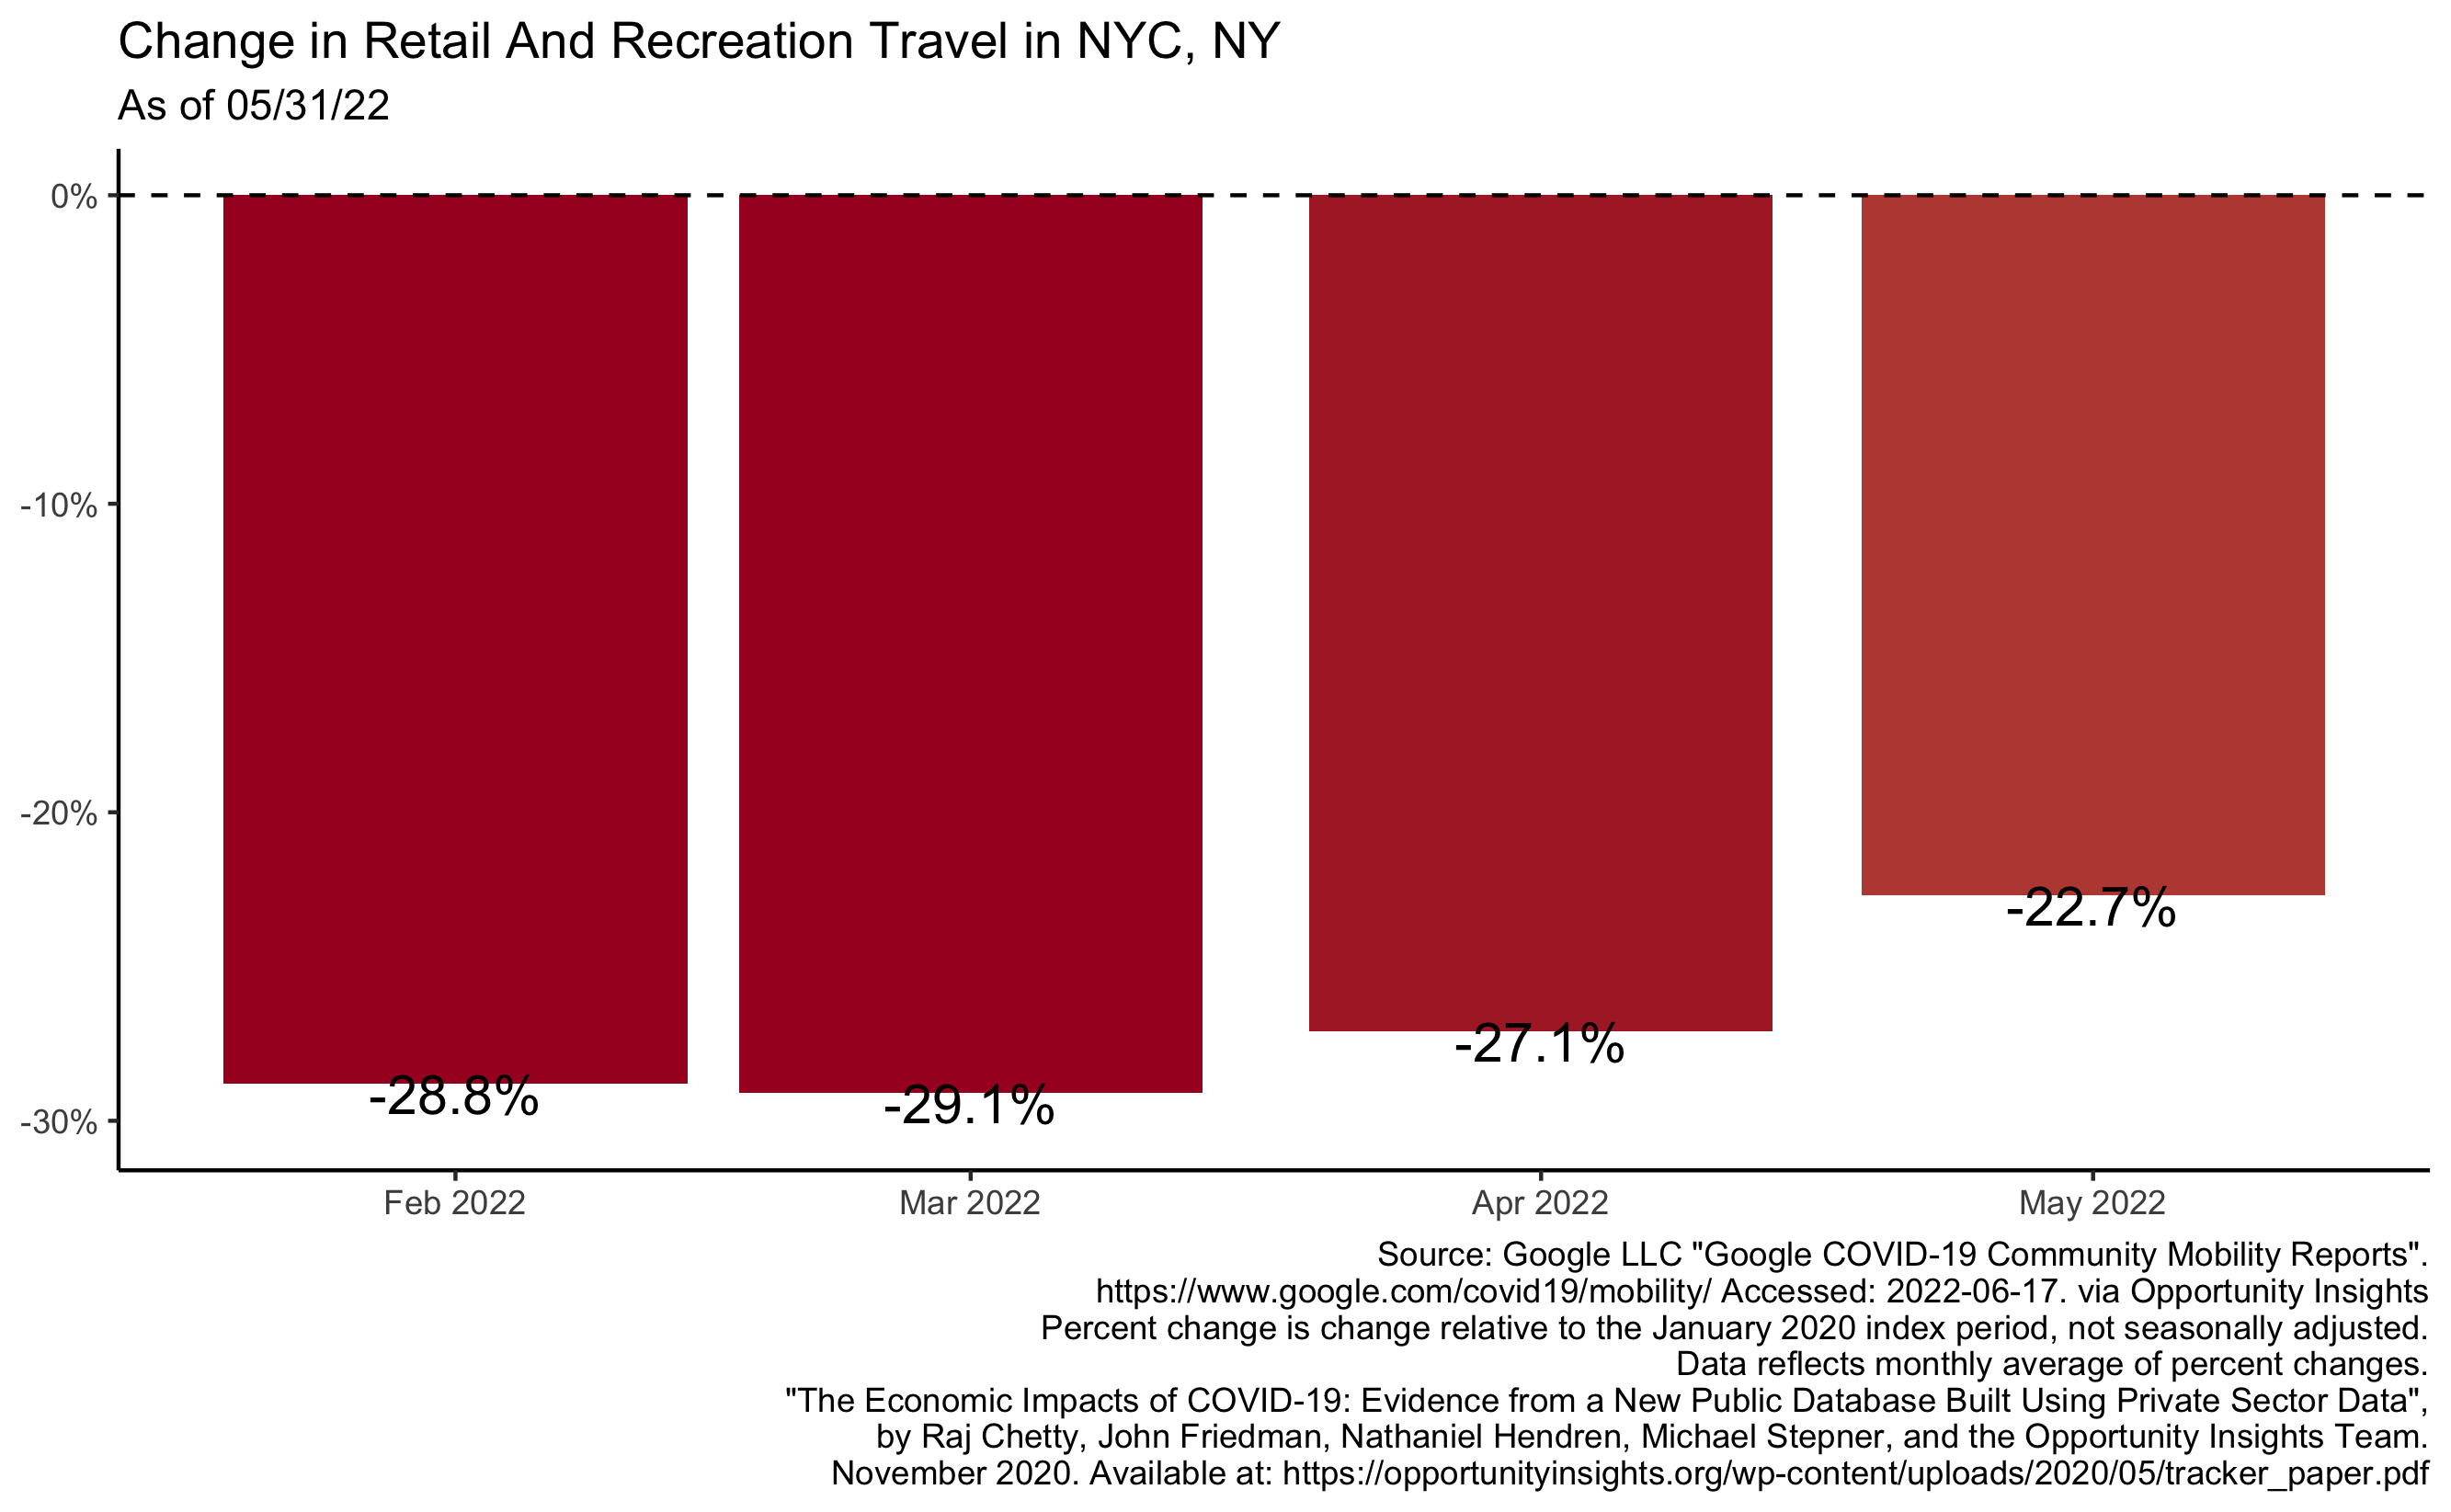 Change in Retail And Recreation Travel in NYC, NY
As of 05/31/22
0%
-10%
-20%
-30%
-28.8%
-29.1%
-27.1%
-22.7%
Feb 2022
Mar 2022
Apr 2022
May 2022
Source: Google LLC "Google COVID-19 Community Mobility Reports".
https://www.google.com/covid19/mobility/ Accessed: 2022-06-17. via Opportunity Insights
Percent change is change relative to the January 2020 index period, not seasonally adjusted.
Data reflects monthly average of percent changes.
"The Economic Impacts of COVID-19: Evidence from a New Public Database Built Using Private Sector Data",
by Raj Chetty, John Friedman, Nathaniel Hendren, Michael Stepner, and the Opportunity Insights Team.
November 2020. Available at: https://opportunityinsights.org/wp-content/uploads/2020/05/tracker_paper.pdf